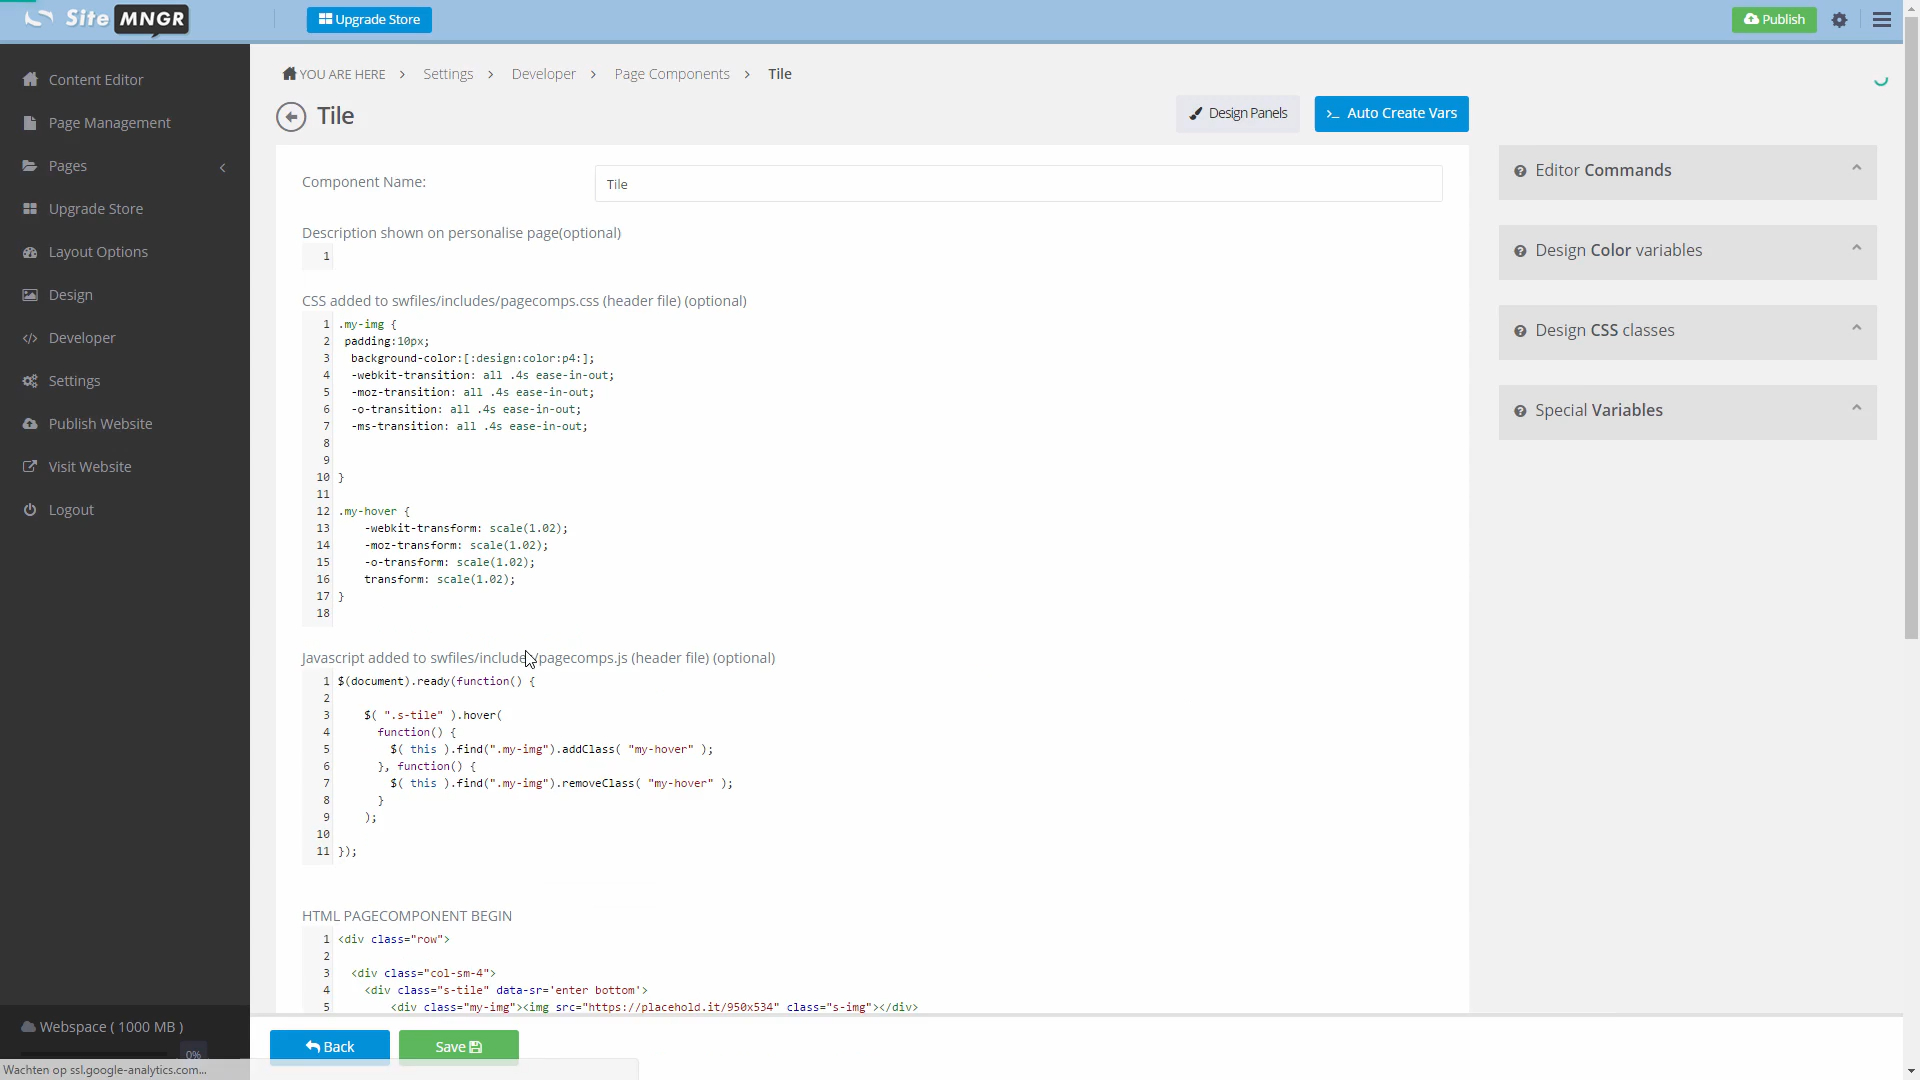 Site MNGR
Upgrade Store
Publish
Content Editor
Page Management
Pages
Upgrade Store
Layout Options
Design
Developer
Settings
Publish Website
Visit Website
Logout
Webspace ( 1000 MB )
0%
Wachten op ssl.google-analytics.com...
YOU ARE HERE > Settings > Developer > Page Components > Tile
Tile
Design Panels
>_ Auto Create Vars
Component Name:
Tile
Description shown on personalise page(optional)
1
CSS added to swfiles/includes/pagecomps.css (header file) (optional)
1 .my-img {
2 padding:10px;
3 background-color:[:design:color:p4:];
4 -webkit-transition: all .4s ease-in-out;
5 -moz-transition: all .4s ease-in-out;
6 -o-transition: all .4s ease-in-out;
7 -ms-transition: all .4s ease-in-out;
8
9
10 }
11
12 .my-hover {
13 -webkit-transform: scale(1.02);
14 -moz-transform: scale(1.02);
15 -o-transform: scale(1.02);
16 transform: scale(1.02);
17 }
18
Javascript added to swfiles/include/pagecomps.js (header file) (optional)
1 $(document).ready(function() {
2
3 $( ".s-tile" ).hover(
4 function() {
5 $( this ).find(".my-img").addClass( "my-hover" );
6 }, function() {
7 $( this ).find(".my-img").removeClass( "my-hover" );
8 }
9 );
10
11 });
HTML PAGECOMPONENT BEGIN
1 <div class="row">
2
3 <div class="col-sm-4">
4 <div class="s-tile" data-sr='enter bottom'>
5 <div class="my-img"><img src="https://placehold.it/950x534" class="s-img"></div>
Back
Save
Editor Commands
Design Color variables
Design CSS classes
Special Variables